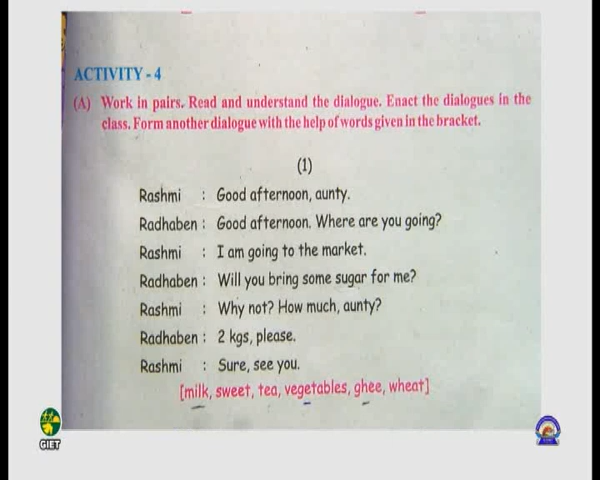 ACTIVITY - 4
(A) Work in pairs. Read and understand the dialogue. Enact the dialogues in the
class. Form another dialogue with the help of words given in the bracket.
(1)
Rashmi : Good afternoon, aunty.
Radhaben : Good afternoon. Where are you going?
Rashmi : I am going to the market.
Radhaben : Will you bring some sugar for me?
Rashmi : Why not? How much, aunty?
Radhaben : 2 kgs, please.
Rashmi : Sure, see you.
[milk, sweet, tea, vegetables, ghee, wheat]
GIET